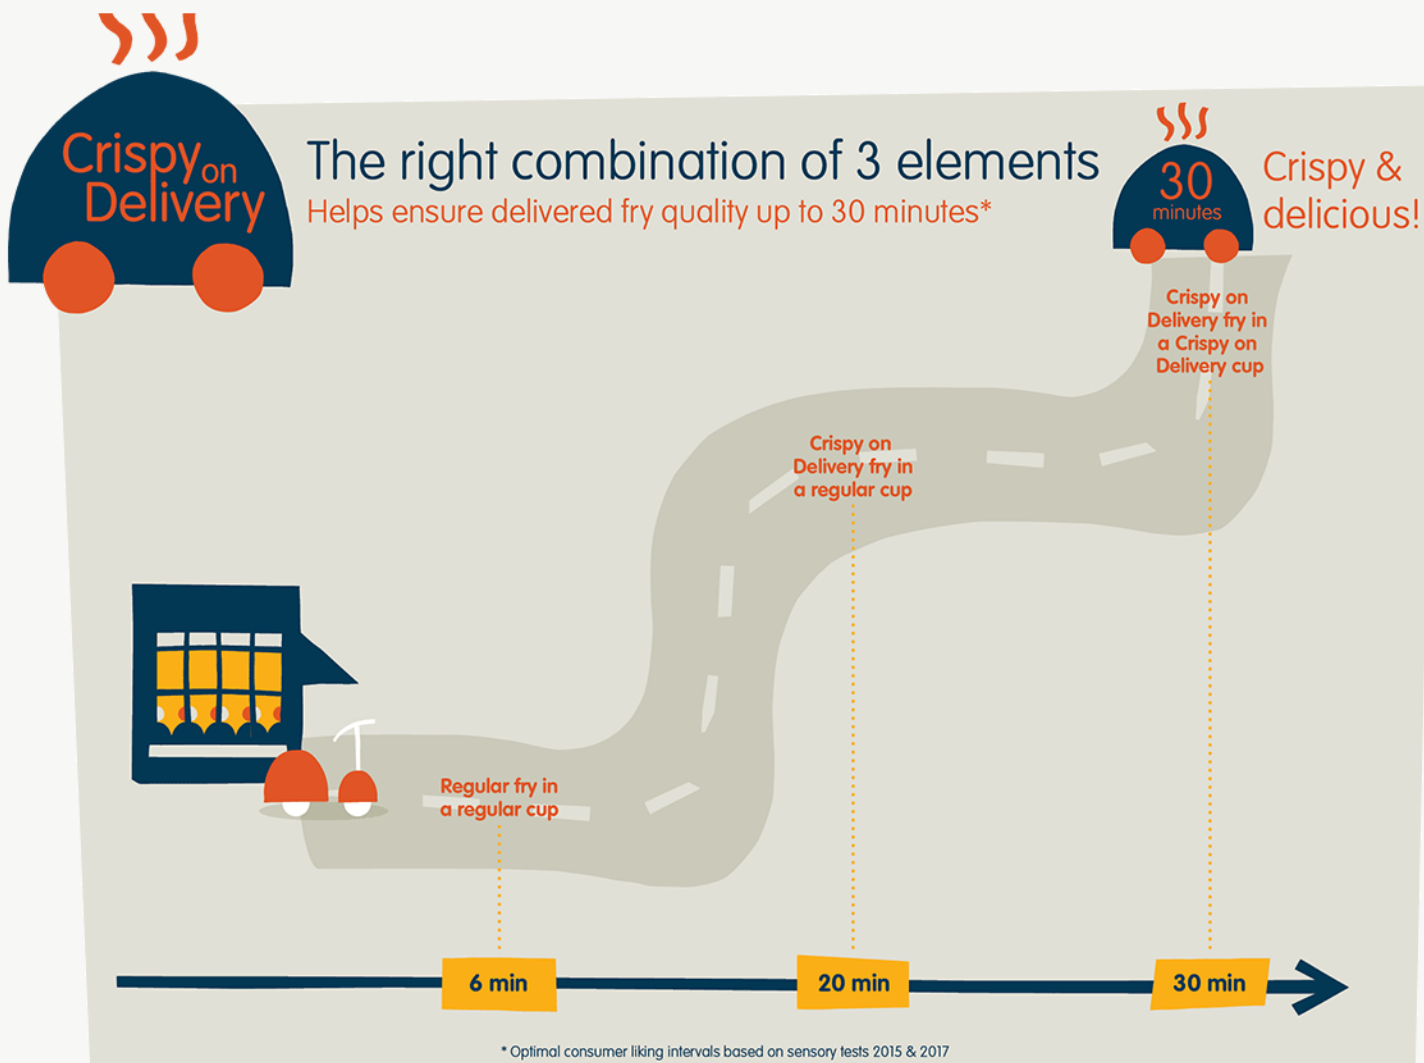 Crispy on
Delivery
The right combination of 3 elements
Helps ensure delivered fry quality up to 30 minutes*
30
minutes
Crispy &
delicious!
Crispy on
Delivery fry in
a Crispy on
Delivery cup
Crispy on
Delivery fry in
a regular cup
Regular fry in
a regular cup
6 min
20 min
30 min
* Optimal consumer liking intervals based on sensory tests 2015 & 2017